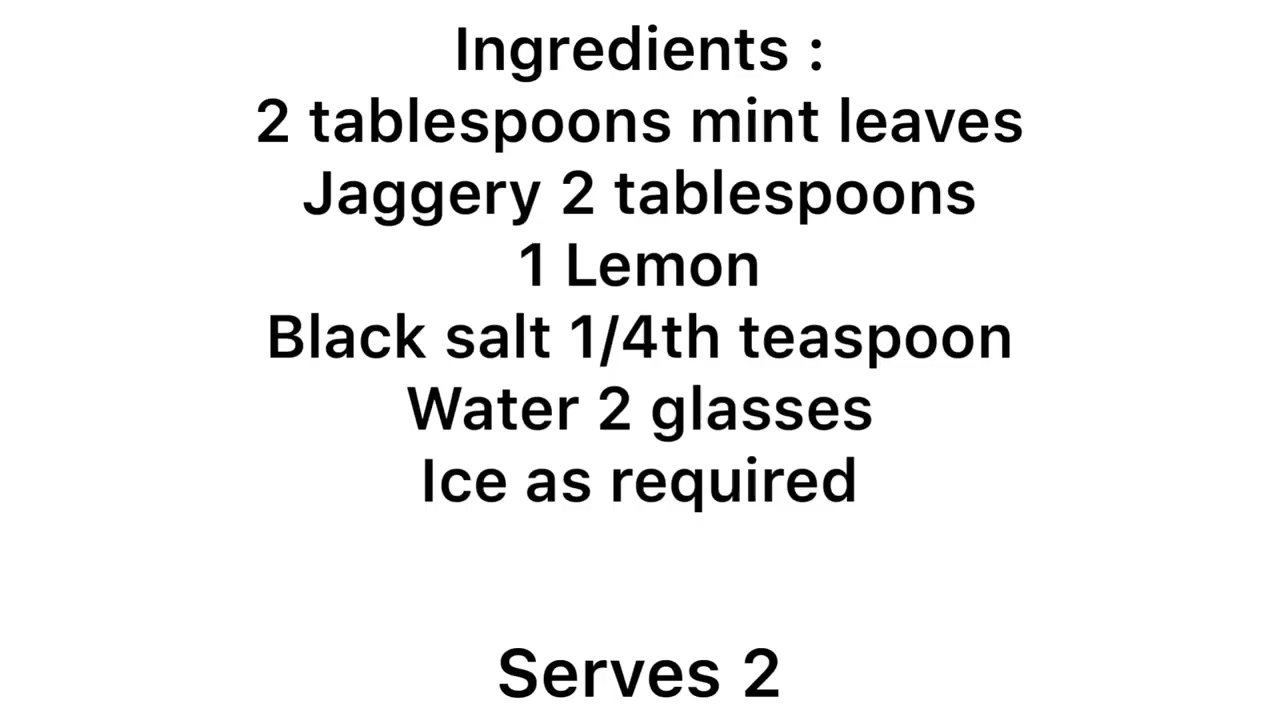 Ingredients :
2 tablespoons mint leaves
Jaggery 2 tablespoons
1 Lemon
Black salt 1/4th teaspoon
Water 2 glasses
Ice as required
Serves 2